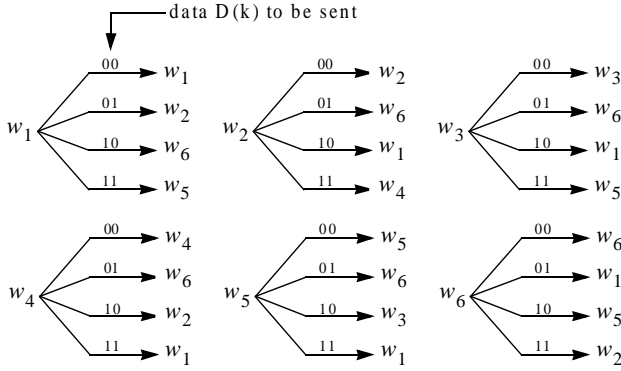 data D(k) to be sent
00 w1 00 w2 00 w3
01 w2 01 w6 01 w6
w1 10 w6 w2 10 w1 w3 10 w1
11 w5 11 w4 11 w5
00 w4 00 w5 00 w6
01 w6 01 w6 01 w1
w4 10 w2 w5 10 w3 w6 10 w5
11 w1 11 w1 11 w2